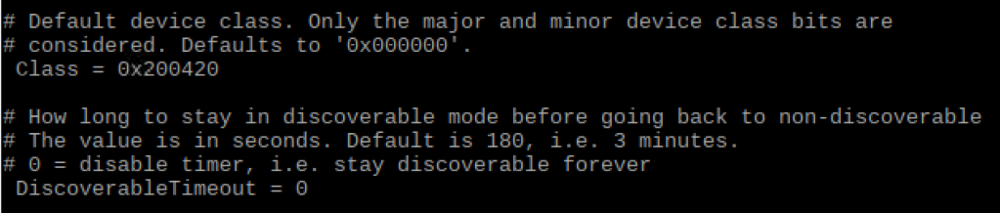 # Default device class. Only the major and minor device class bits are
# considered. Defaults to '0x000000'.
Class = 0x200420
# How long to stay in discoverable mode before going back to non-discoverable
# The value is in seconds. Default is 180, i.e. 3 minutes.
# 0 = disable timer, i.e. stay discoverable forever
DiscoverableTimeout = 0